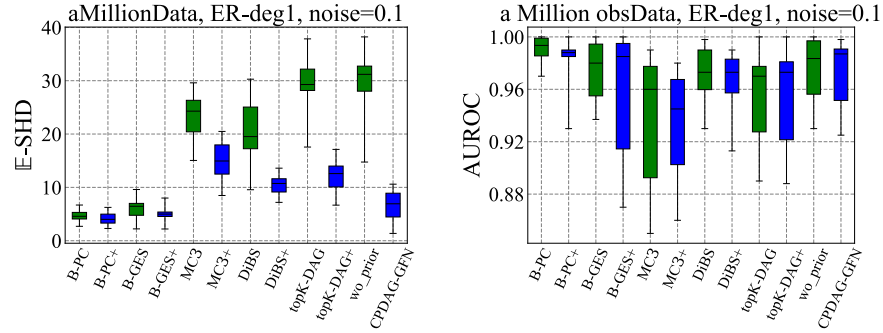 aMillionData, ER-deg1, noise=0.1
𝔼-SHD
40
30
20
10
0
B-PC
B-PC+
B-GES
B-GES+
MC3
MC3+
DiBS
DiBS+
topK-DAG
topK-DAG+
wo_prior
CPDAG-GFN
a Million obsData, ER-deg1, noise=0.1
AUROC
1.00
0.96
0.92
0.88
B-PC
B-PC+
B-GES
B-GES+
MC3
MC3+
DiBS
DiBS+
topK-DAG
topK-DAG+
wo_prior
CPDAG-GFN